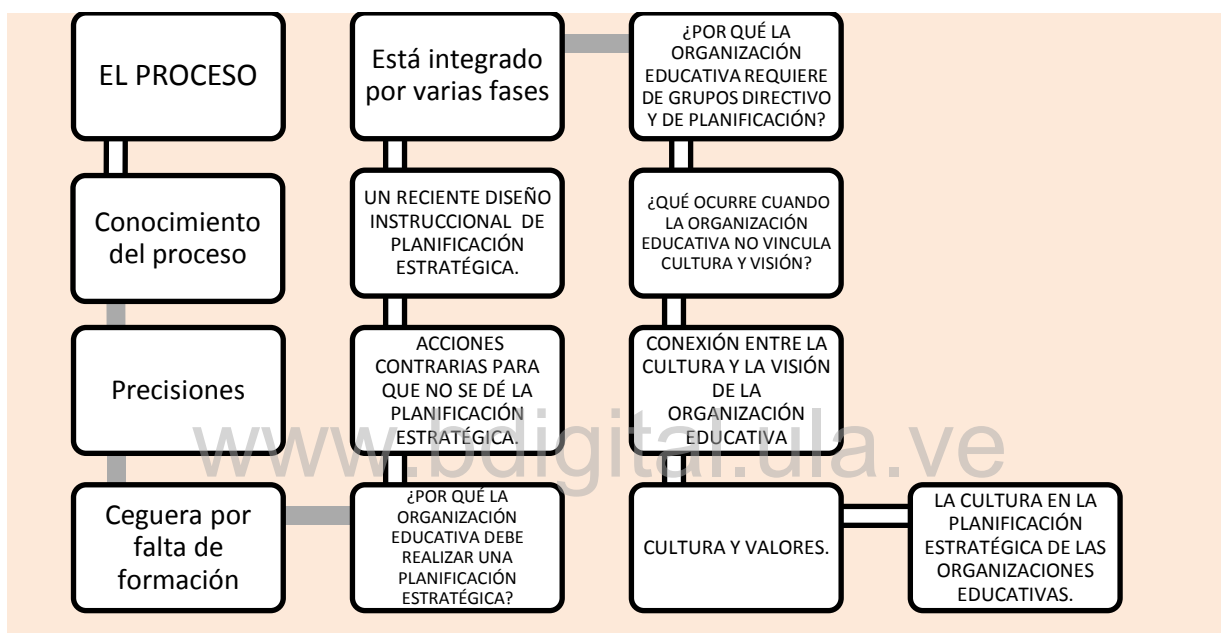 EL PROCESO
Conocimiento
del proceso
Precisiones
Ceguera por
falta de
formación
¿POR QUÉ LA
ORGANIZACIÓN
EDUCATIVA DEBE
REALIZAR UNA
PLANIFICACIÓN
ESTRATÉGICA?
ACCIONES
CONTRARIAS PARA
QUE NO SE DÉ LA
PLANIFICACIÓN
ESTRATÉGICA.
UN RECIENTE DISEÑO
INSTRUCCIONAL DE
PLANIFICACIÓN
ESTRATÉGICA.
Está integrado
por varias fases
¿POR QUÉ LA
ORGANIZACIÓN
EDUCATIVA REQUIERE
DE GRUPOS DIRECTIVO
Y DE PLANIFICACIÓN?
¿QUÉ OCURRE CUANDO
LA ORGANIZACIÓN
EDUCATIVA NO VINCULA
CULTURA Y VISIÓN?
CONEXIÓN ENTRE LA
CULTURA Y LA VISIÓN
DE LA
ORGANIZACIÓN
EDUCATIVA
CULTURA Y VALORES.
LA CULTURA EN LA
PLANIFICACIÓN
ESTRATÉGICA DE LAS
ORGANIZACIONES
EDUCATIVAS.
www.bdigital.ula.ve